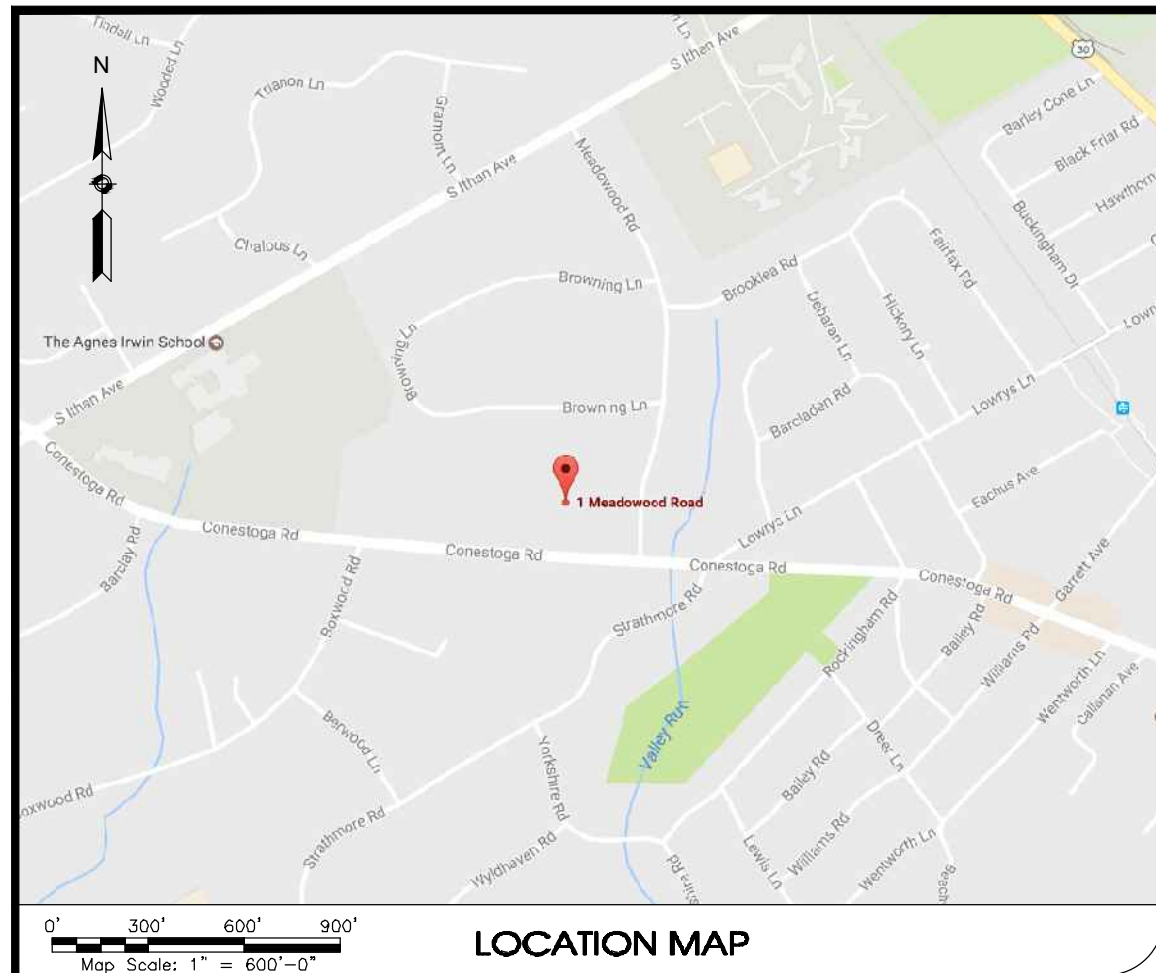 Tindall Ln
Wooded Ln
N
Trianon Ln
Gramont Ln
S Ithan Ave
Ln
30
Barley Cone Ln
Black Friar Rd
Hawthorn
Meadowood Rd
S Ithan Ave
Chalous Ln
Buckingham Dr
Fairfax Rd
Browning Ln
Brooklea Rd
Debaran Ln
Hickory Ln
Lown
The Agnes Irwin School
Browning Ln
Browning Ln
Barcladen Rd
Lowrys Ln
S Ithan Ave
Conestoga Rd
1 Meadowood Road
Eachus Ave
Barclay Rd
Conestoga Rd
Conestoga Rd
Lowrys Ln
Conestoga Rd
Conestoga Rd
Garrett Ave
Boxwood Rd
Strathmore Rd
Rockingham Rd
Bailey Rd
Williams Rd
Wentworth Ln
Callanan Ave
Berwood Ln
Valley Run
Dreer Ln
Yorkshire Rd
Bailey Rd
oxwood Rd
Strathmore Rd
Wyldhaven Rd
shire Rd
Lewis Ln
Williams Rd
Wentworth Ln
Beach
0' 300' 600' 900'
Map Scale: 1" = 600'-0"
LOCATION MAP